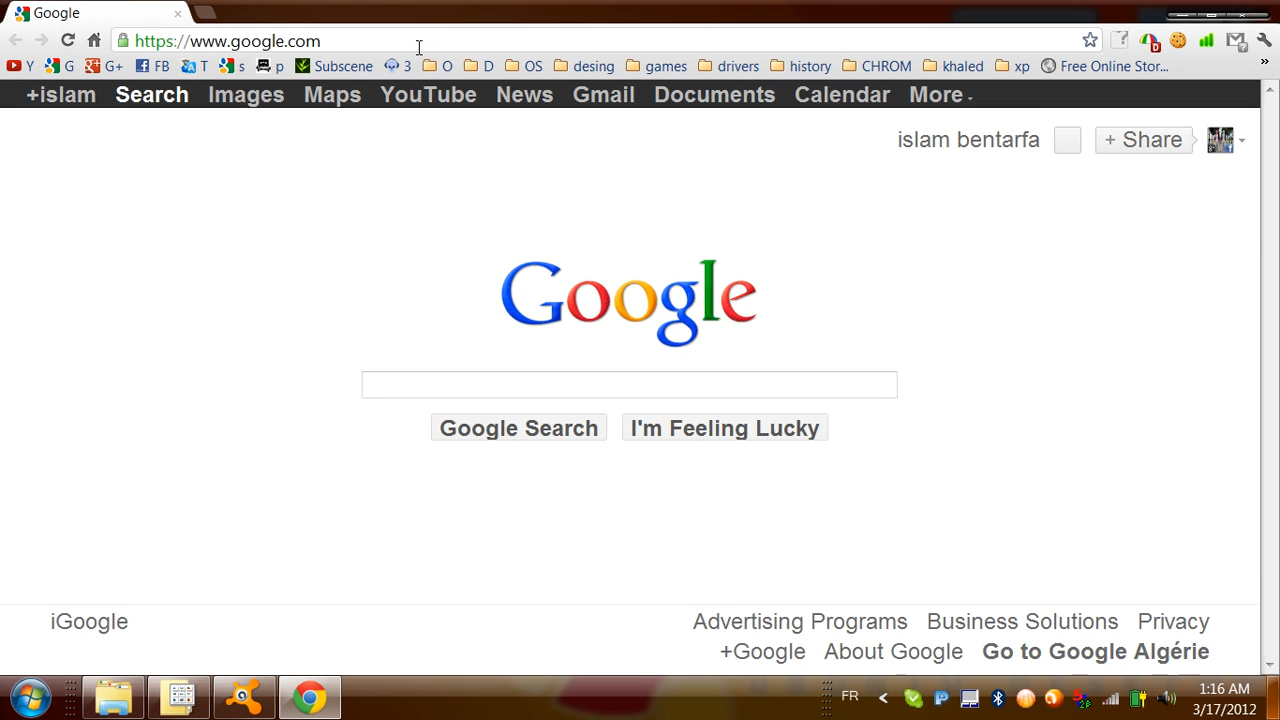 Google
https://www.google.com
Y G G+ FB T s p Subscene 3 O D OS desing games drivers history CHROM khaled xp Free Online Stor... »
+islam Search Images Maps YouTube News Gmail Documents Calendar More
islam bentarfa + Share
Google
Google Search I'm Feeling Lucky
iGoogle Advertising Programs Business Solutions Privacy
+Google About Google Go to Google Algérie
FR 1:16 AM
3/17/2012